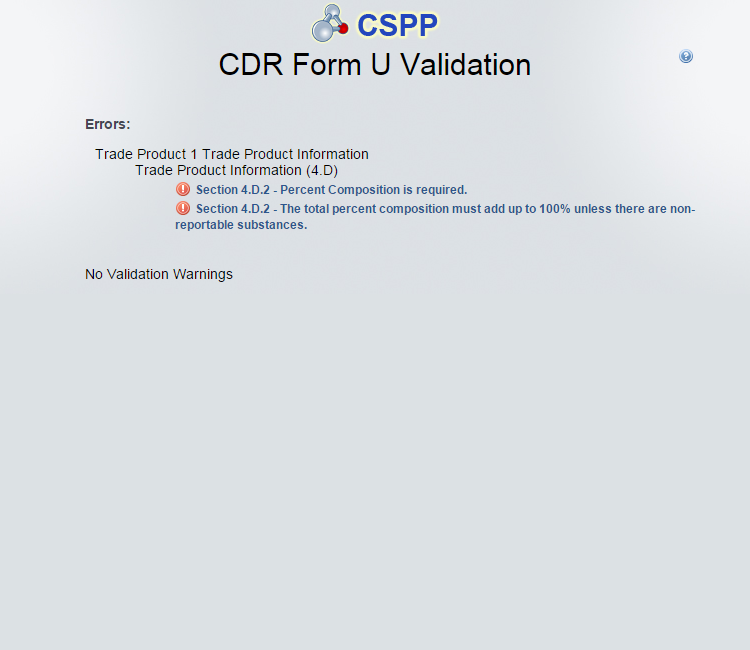 CSPP
CDR Form U Validation
Errors:
Trade Product 1 Trade Product Information
Trade Product Information (4.D)
Section 4.D.2 - Percent Composition is required.
Section 4.D.2 - The total percent composition must add up to 100% unless there are non-
reportable substances.
No Validation Warnings